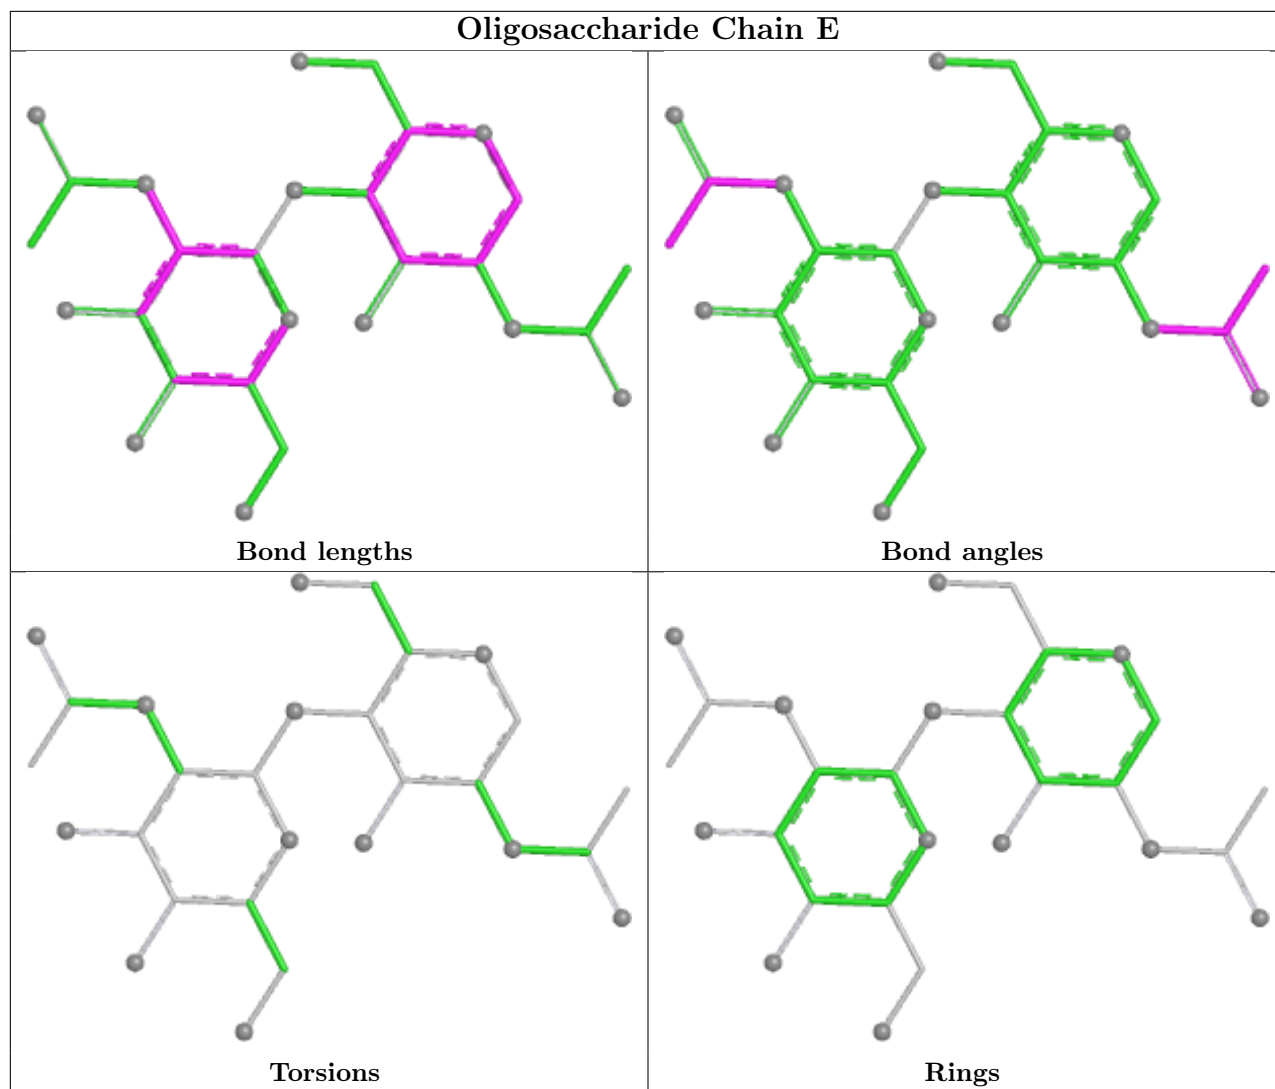 Oligosaccharide Chain E
Bond lengths
Bond angles
Torsions
Rings